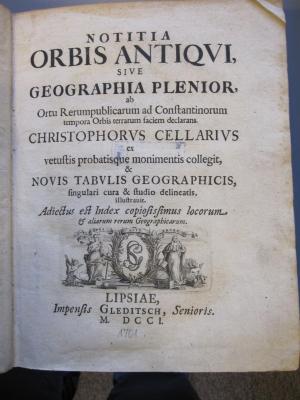 NOTITIA
ORBIS ANTIQVI,
SIVE
GEOGRAPHIA PLENIOR,
ab
Ortu Rerumpublicarum ad Constantinorum
tempora Orbis terrarum faciem declarans.
CHRISTOPHORVS CELLARIVS
ex
vetustis probatisque monimentis collegit,
&
NOVIS TABVLIS GEOGRAPHICIS,
singulari cura & studio delineatis,
illustravit.
Adiectus est Index copiosissimus locorum
& aliarum rerum Geographicarum.
LIPSIAE,
Impensis GLEDITSCH, Senioris.
M. DCCI.
1701